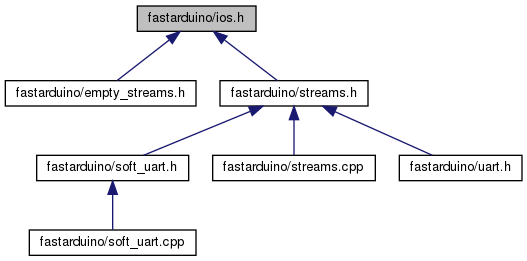 fastarduino/ios.h
fastarduino/empty_streams.h
fastarduino/streams.h
fastarduino/soft_uart.h
fastarduino/streams.cpp
fastarduino/uart.h
fastarduino/soft_uart.cpp